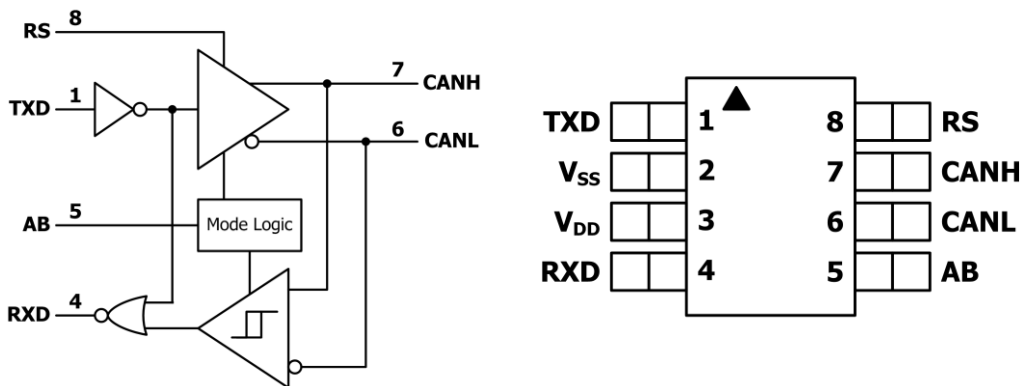 RS 8
7 CANH
TXD 1
6 CANL
AB 5
Mode Logic
RXD 4
TXD 1 8 RS
VSS 2 7 CANH
VDD 3 6 CANL
RXD 4 5 AB